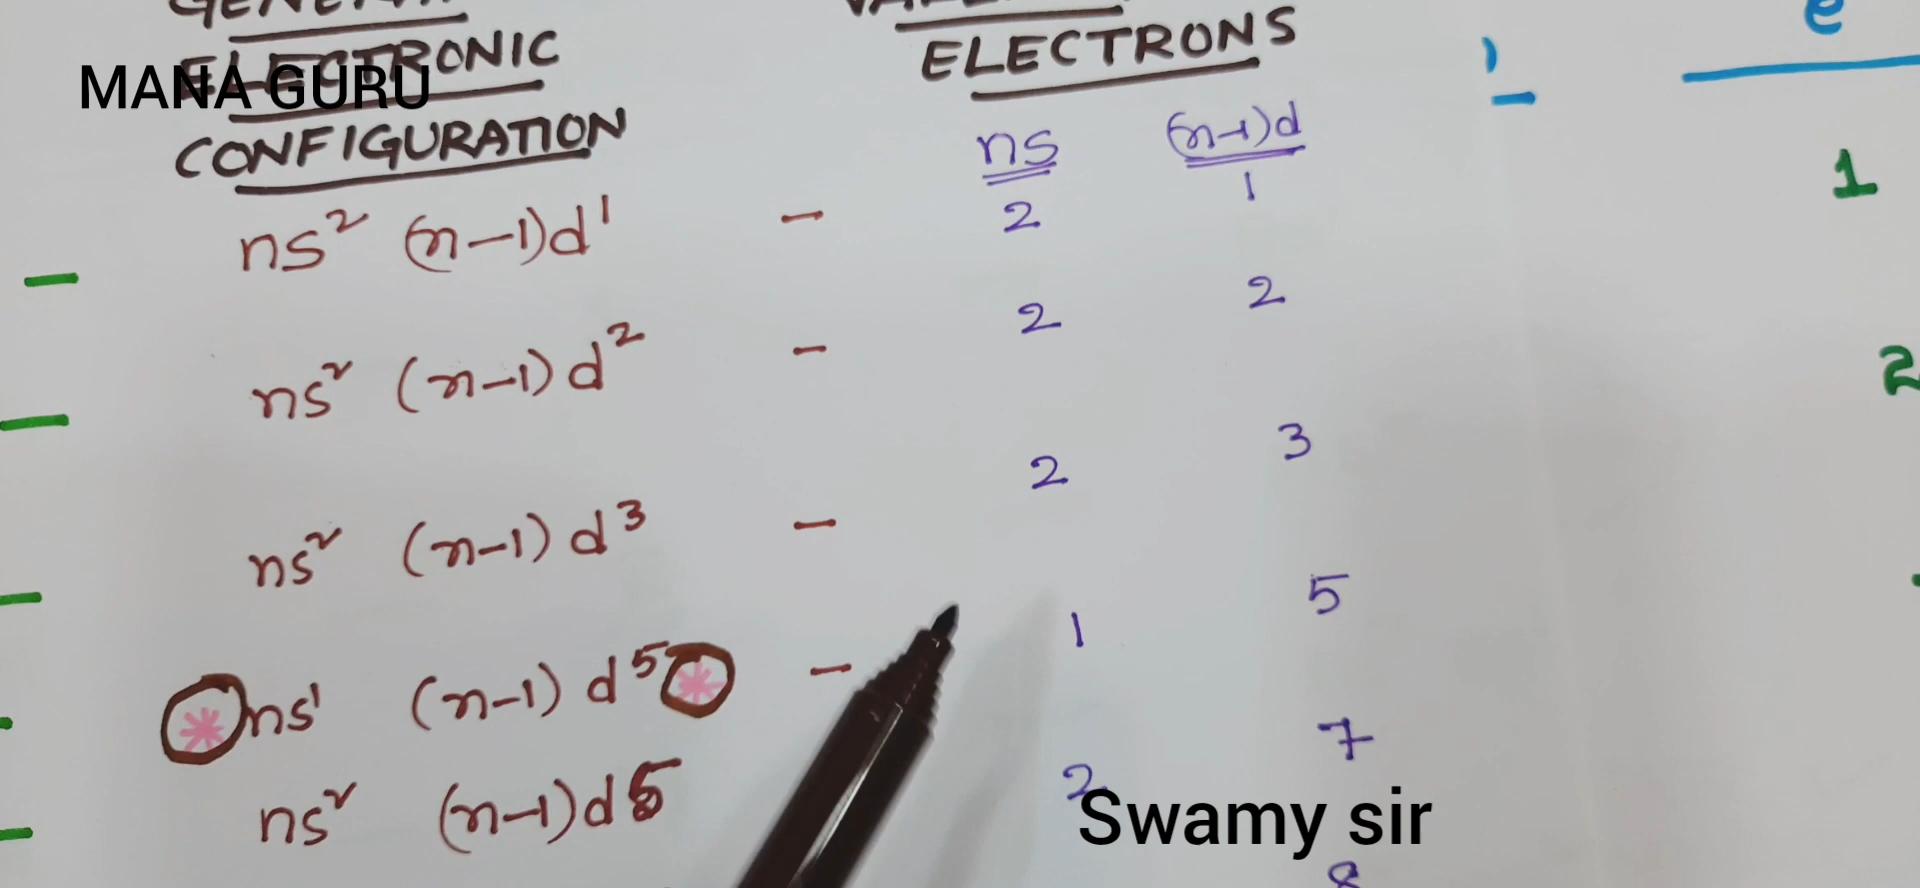 ELECTRONIC
ELECTRONS
MANA GURU
CONFIGURATION
ns (n-1)d
ns² (n-1)d¹ - 2 1
1
ns² (n-1)d² - 2 2
2
ns² (n-1)d³ - 2 3
ns¹ (n-1)d⁵ - 1 5
ns² (n-1)d5 2 7
Swamy sir
8